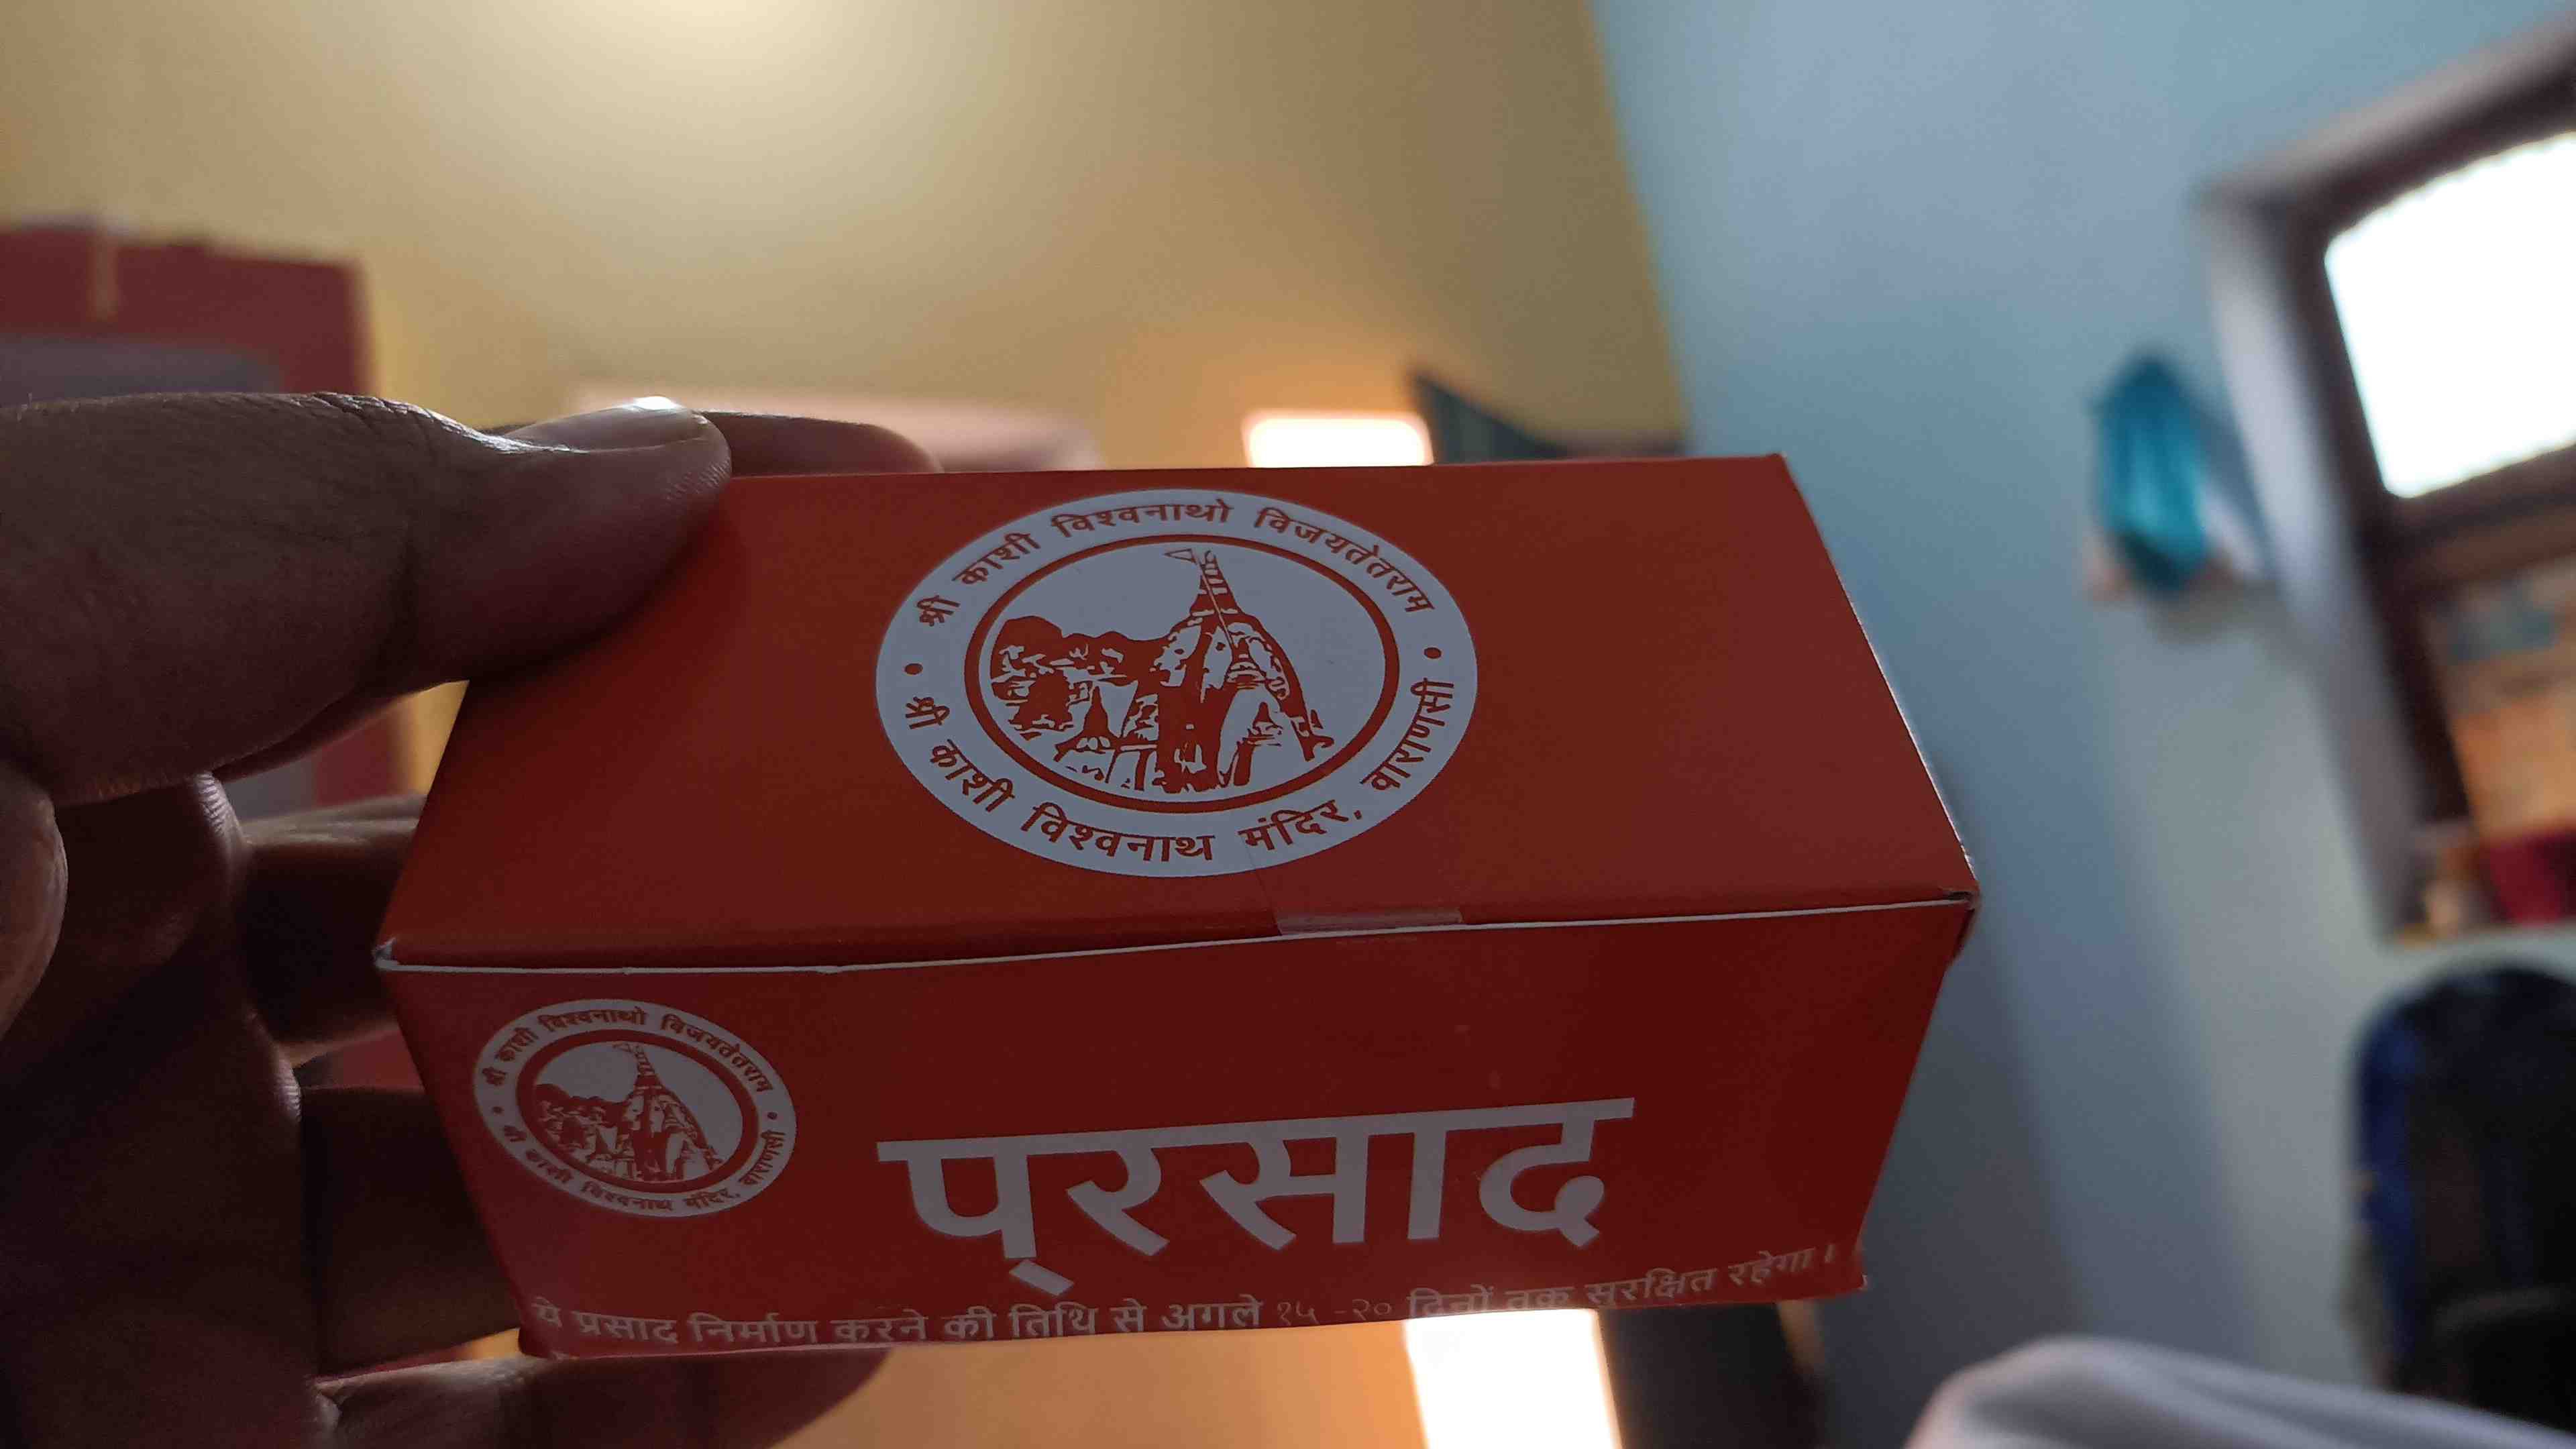 श्री काशी विश्वनाथो विजयतेतराम
श्री काशी विश्वनाथ मंदिर, वाराणसी
श्री काशी विश्वनाथो विजयतेतराम
श्री काशी विश्वनाथ मंदिर, वाराणसी
प्‌रसाद
ये प्रसाद निर्माण करने की तिथि से अगले १५ -२० दिनों तक सुरक्षित रहेगा।